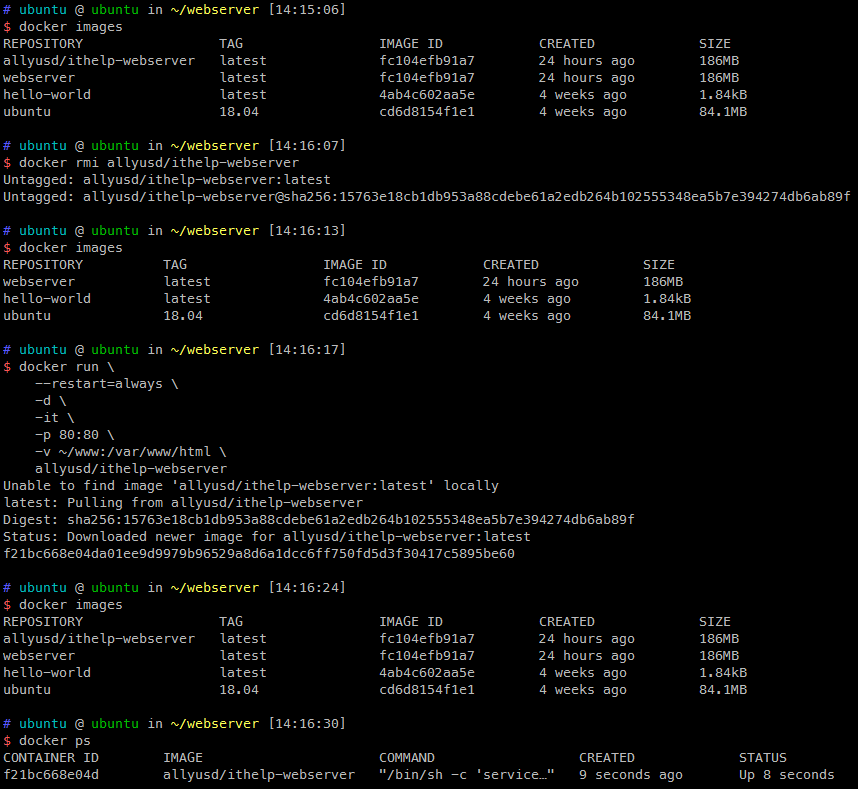 # ubuntu @ ubuntu in ~/webserver [14:15:06]
$ docker images
REPOSITORY                 TAG                 IMAGE ID            CREATED             SIZE
allyusd/ithelp-webserver   latest              fc104efb91a7        24 hours ago        186MB
webserver                  latest              fc104efb91a7        24 hours ago        186MB
hello-world                latest              4ab4c602aa5e        4 weeks ago         1.84kB
ubuntu                     18.04               cd6d8154f1e1        4 weeks ago         84.1MB
# ubuntu @ ubuntu in ~/webserver [14:16:07]
$ docker rmi allyusd/ithelp-webserver
Untagged: allyusd/ithelp-webserver:latest
Untagged: allyusd/ithelp-webserver@sha256:15763e18cb1db953a88cdebe61a2edb264b102555348ea5b7e394274db6ab89f
# ubuntu @ ubuntu in ~/webserver [14:16:13]
$ docker images
REPOSITORY          TAG                 IMAGE ID            CREATED             SIZE
webserver           latest              fc104efb91a7        24 hours ago        186MB
hello-world         latest              4ab4c602aa5e        4 weeks ago         1.84kB
ubuntu              18.04               cd6d8154f1e1        4 weeks ago         84.1MB
# ubuntu @ ubuntu in ~/webserver [14:16:17]
$ docker run \
    --restart=always \
    -d \
    -it \
    -p 80:80 \
    -v ~/www:/var/www/html \
    allyusd/ithelp-webserver
Unable to find image 'allyusd/ithelp-webserver:latest' locally
latest: Pulling from allyusd/ithelp-webserver
Digest: sha256:15763e18cb1db953a88cdebe61a2edb264b102555348ea5b7e394274db6ab89f
Status: Downloaded newer image for allyusd/ithelp-webserver:latest
f21bc668e04da01ee9d9979b96529a8d6a1dcc6ff750fd5d3f30417c5895be60
# ubuntu @ ubuntu in ~/webserver [14:16:24]
$ docker images
REPOSITORY                 TAG                 IMAGE ID            CREATED             SIZE
allyusd/ithelp-webserver   latest              fc104efb91a7        24 hours ago        186MB
webserver                  latest              fc104efb91a7        24 hours ago        186MB
hello-world                latest              4ab4c602aa5e        4 weeks ago         1.84kB
ubuntu                     18.04               cd6d8154f1e1        4 weeks ago         84.1MB
# ubuntu @ ubuntu in ~/webserver [14:16:30]
$ docker ps
CONTAINER ID        IMAGE                      COMMAND                  CREATED             STATUS
f21bc668e04d        allyusd/ithelp-webserver   "/bin/sh -c 'service…"   9 seconds ago       Up 8 seconds